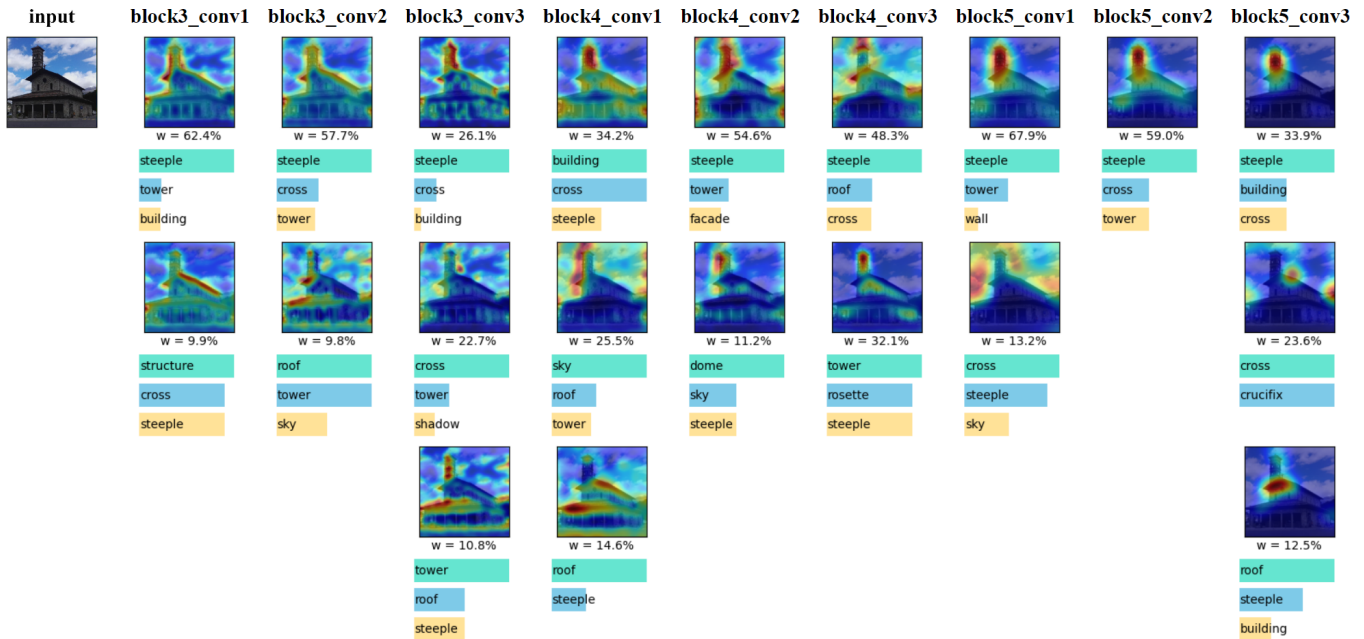 input block3_conv1 block3_conv2 block3_conv3 block4_conv1 block4_conv2 block4_conv3 block5_conv1 block5_conv2 block5_conv3
w = 62.4% w = 57.7% w = 26.1% w = 34.2% w = 54.6% w = 48.3% w = 67.9% w = 59.0% w = 33.9%
steeple steeple steeple building steeple steeple steeple steeple steeple
tower cross cross cross tower roof tower cross building
building tower building steeple facade cross wall tower cross
w = 9.9% w = 9.8% w = 22.7% w = 25.5% w = 11.2% w = 32.1% w = 13.2% w = 23.6%
structure roof cross sky dome tower cross cross
cross tower tower roof sky rosette steeple crucifix
steeple sky shadow tower steeple steeple sky
w = 10.8% w = 14.6% w = 12.5%
tower roof roof
roof steeple steeple
steeple building